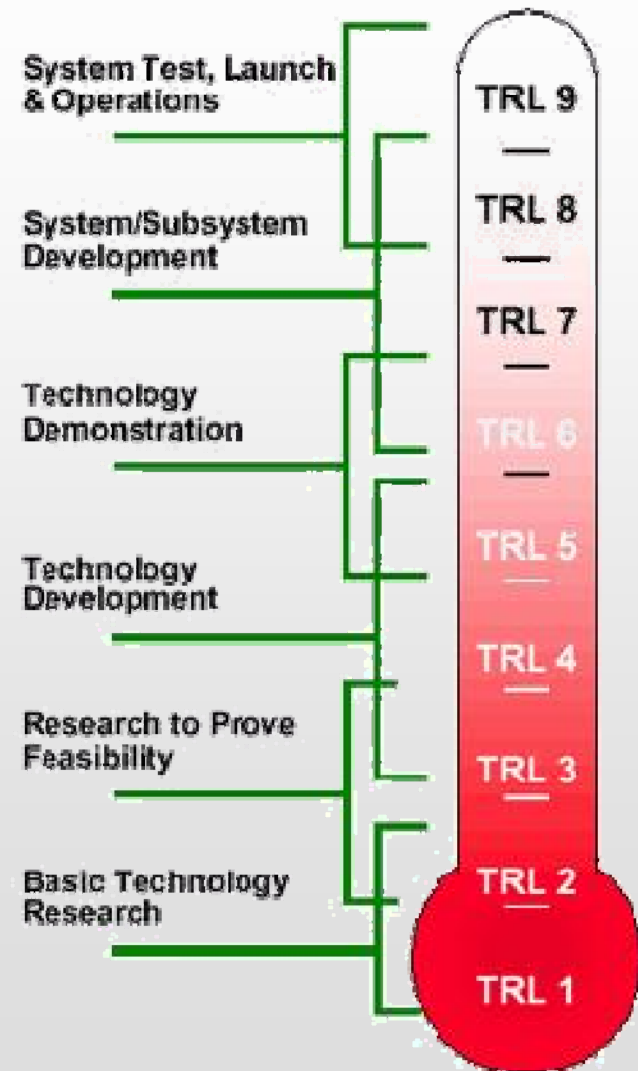 System Test, Launch
& Operations
System/Subsystem
Development
Technology
Demonstration
Technology
Development
Research to Prove
Feasibility
Basic Technology
Research
TRL 9
TRL 8
TRL 7
TRL 6
TRL 5
TRL 4
TRL 3
TRL 2
TRL 1